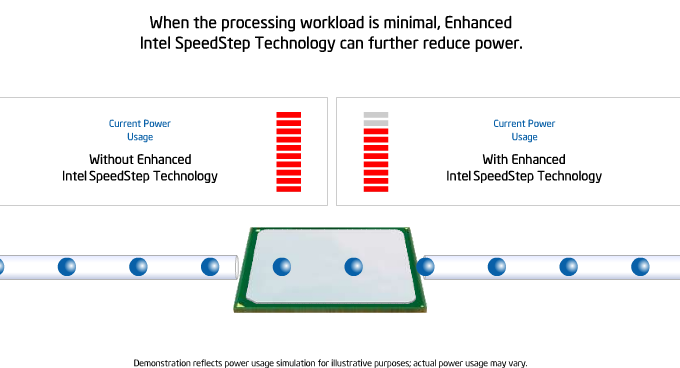 When the processing workload is minimal, Enhanced
Intel SpeedStep Technology can further reduce power.
Current Power
Usage
Without Enhanced
Intel SpeedStep Technology
Current Power
Usage
With Enhanced
Intel SpeedStep Technology
Demonstration reflects power usage simulation for illustrative purposes; actual power usage may vary.